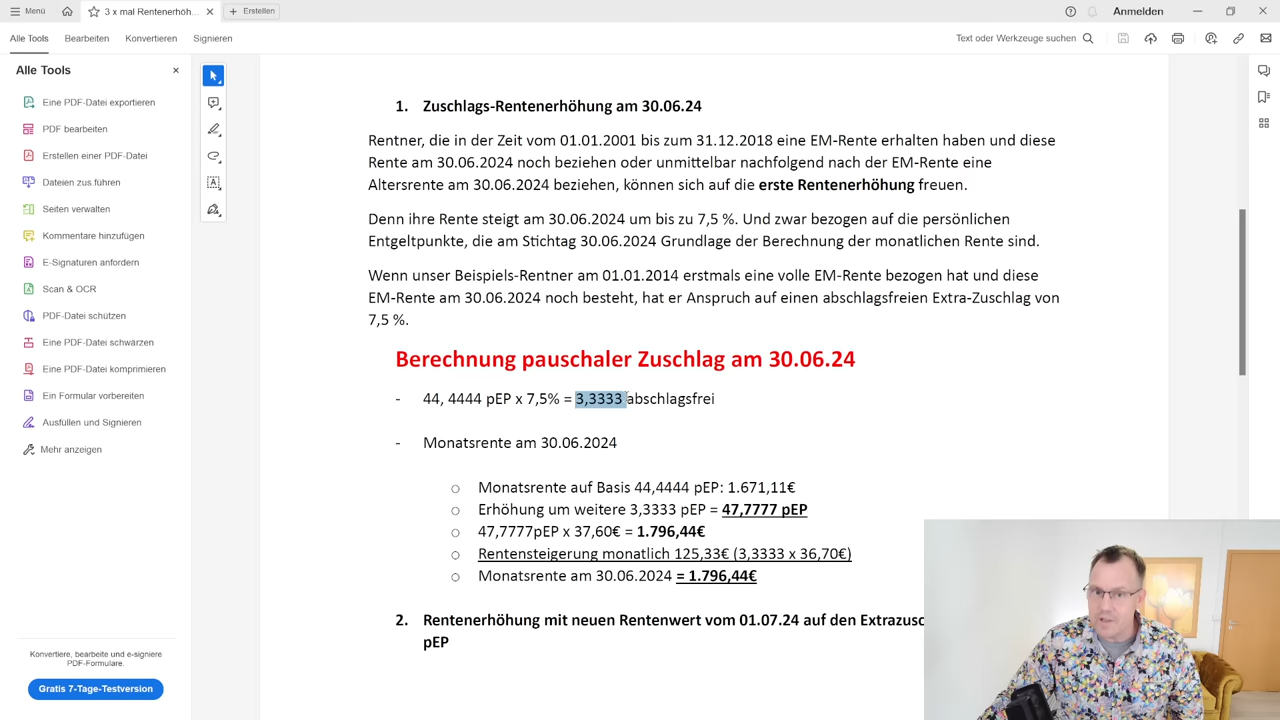 Menü
3 x mal Rentenerhöh...
Erstellen
Anmelden
Alle Tools
Bearbeiten
Konvertieren
Signieren
Text oder Werkzeuge suchen
Alle Tools
Eine PDF-Datei exportieren
PDF bearbeiten
Erstellen einer PDF-Datei
Dateien zus.führen
Seiten verwalten
Kommentare hinzufügen
E-Signaturen anfordern
Scan & OCR
PDF-Datei schützen
Eine PDF-Datei schwärzen
Eine PDF-Datei komprimieren
Ein Formular vorbereiten
Ausfüllen und Signieren
Mehr anzeigen
Konvertiere, bearbeite und e-signiere
PDF-Formulare.
Gratis 7-Tage-Testversion
1. Zuschlags-Rentenerhöhung am 30.06.24
Rentner, die in der Zeit vom 01.01.2001 bis zum 31.12.2018 eine EM-Rente erhalten haben und diese
Rente am 30.06.2024 noch beziehen oder unmittelbar nachfolgend nach der EM-Rente eine
Altersrente am 30.06.2024 beziehen, können sich auf die erste Rentenerhöhung freuen.
Denn ihre Rente steigt am 30.06.2024 um bis zu 7,5 %. Und zwar bezogen auf die persönlichen
Entgeltpunkte, die am Stichtag 30.06.2024 Grundlage der Berechnung der monatlichen Rente sind.
Wenn unser Beispiels-Rentner am 01.01.2014 erstmals eine volle EM-Rente bezogen hat und diese
EM-Rente am 30.06.2024 noch besteht, hat er Anspruch auf einen abschlagsfreien Extra-Zuschlag von
7,5 %.
Berechnung pauschaler Zuschlag am 30.06.24
- 44, 4444 pEP x 7,5% = 3,3333 abschlagsfrei
- Monatsrente am 30.06.2024
o Monatsrente auf Basis 44,4444 pEP: 1.671,11€
o Erhöhung um weitere 3,3333 pEP = 47,7777 pEP
o 47,7777pEP x 37,60€ = 1.796,44€
o Rentensteigerung monatlich 125,33€ (3,3333 x 36,70€)
o Monatsrente am 30.06.2024 = 1.796,44€
2. Rentenerhöhung mit neuen Rentenwert vom 01.07.24 auf den Extrazusc
pEP